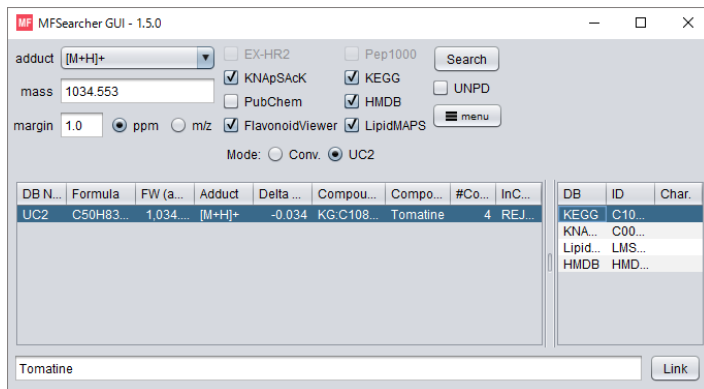 MF MFSearcher GUI - 1.5.0
adduct [M+H]+ EX-HR2 Pep1000 Search
KNApSAcK KEGG UNPD
mass 1034.553
PubChem HMDB menu
margin 1.0 ppm m/z FlavonoidViewer LipidMAPS
Mode: Conv. UC2
DB N... Formula FW (a... Adduct Delta ... Compou... Compo... #Co... InC... DB ID Char.
UC2 C50H83... 1,034.... [M+H]+ -0.034 KG:C108... Tomatine 4 REJ... KEGG C10...
KNA... C00...
Lipid... LMS...
HMDB HMD...
Tomatine Link